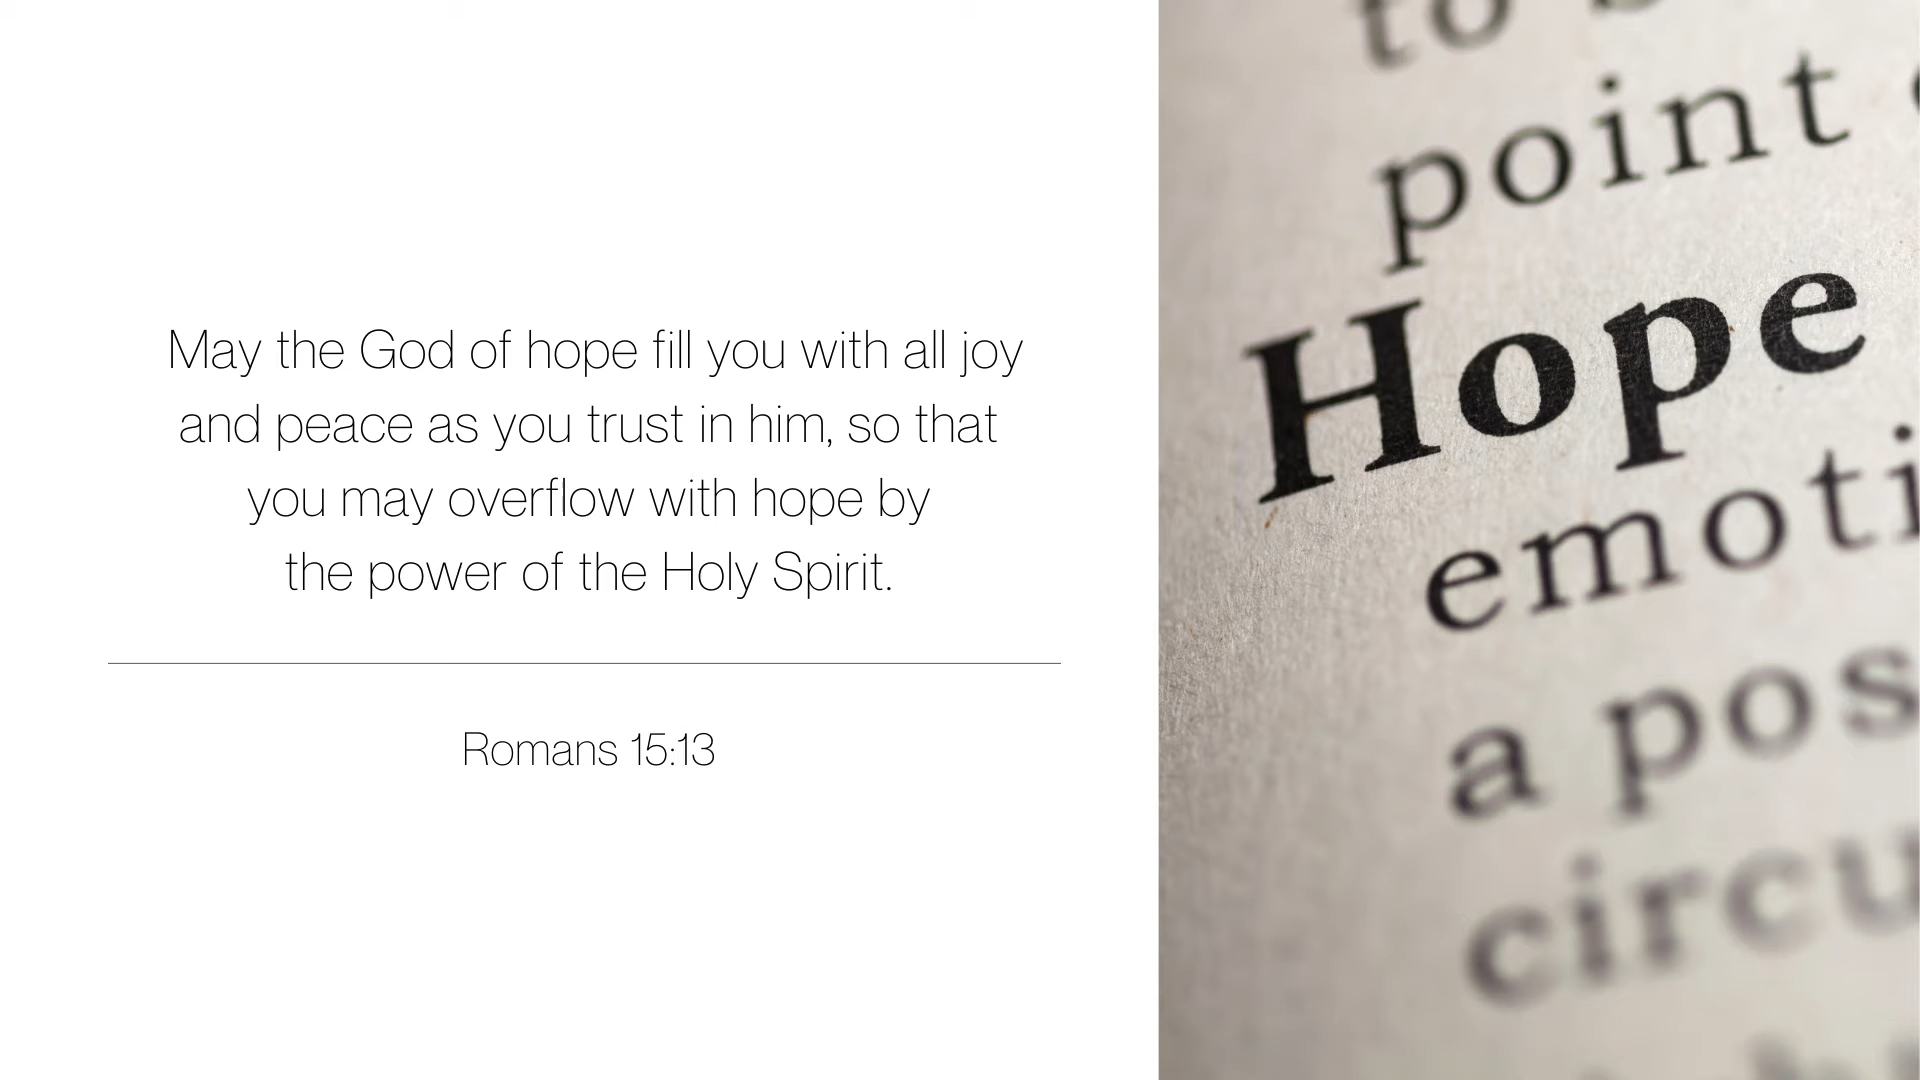 May the God of hope fill you with all joy
and peace as you trust in him, so that
you may overflow with hope by
the power of the Holy Spirit.
Romans 15:13
to
point
Hope
emoti
a pos
circu